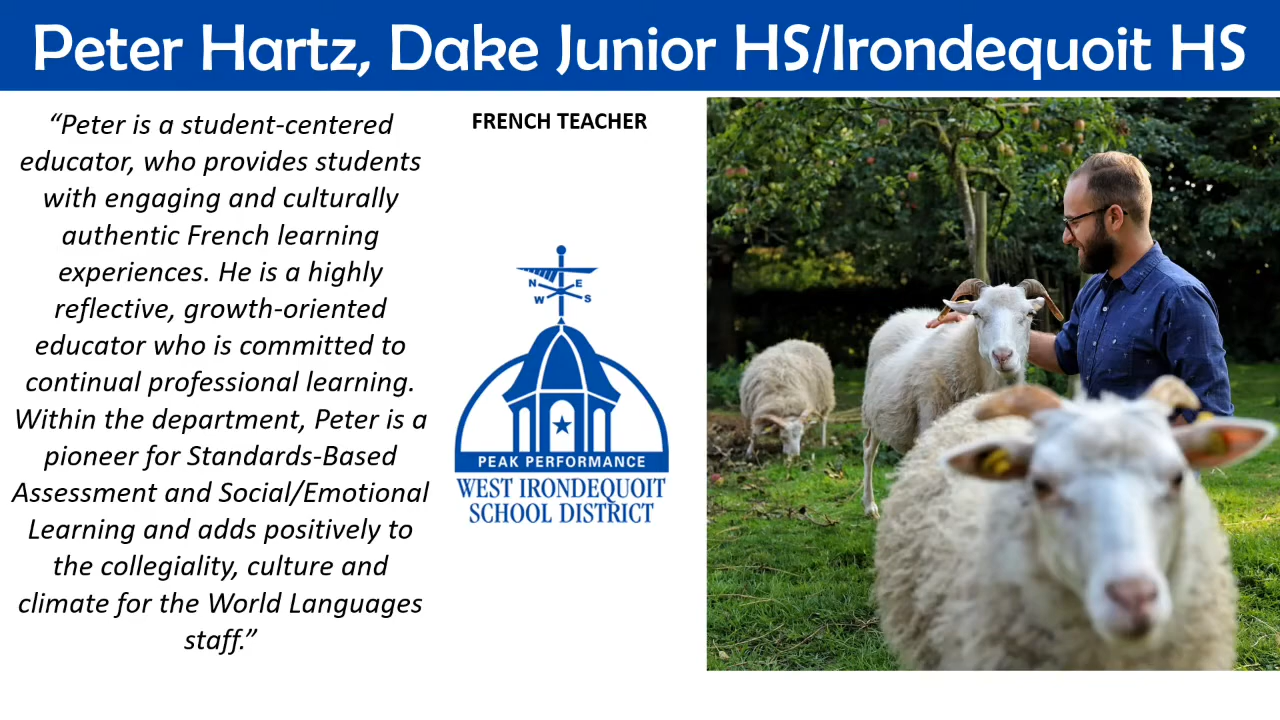 Peter Hartz, Dake Junior HS/Irondequoit HS
“Peter is a student-centered
educator, who provides students
with engaging and culturally
authentic French learning
experiences. He is a highly
reflective, growth-oriented
educator who is committed to
continual professional learning.
Within the department, Peter is a
pioneer for Standards-Based
Assessment and Social/Emotional
Learning and adds positively to
the collegiality, culture and
climate for the World Languages
staff.”
FRENCH TEACHER
N E
W S
PEAK PERFORMANCE
WEST IRONDEQUOIT
SCHOOL DISTRICT